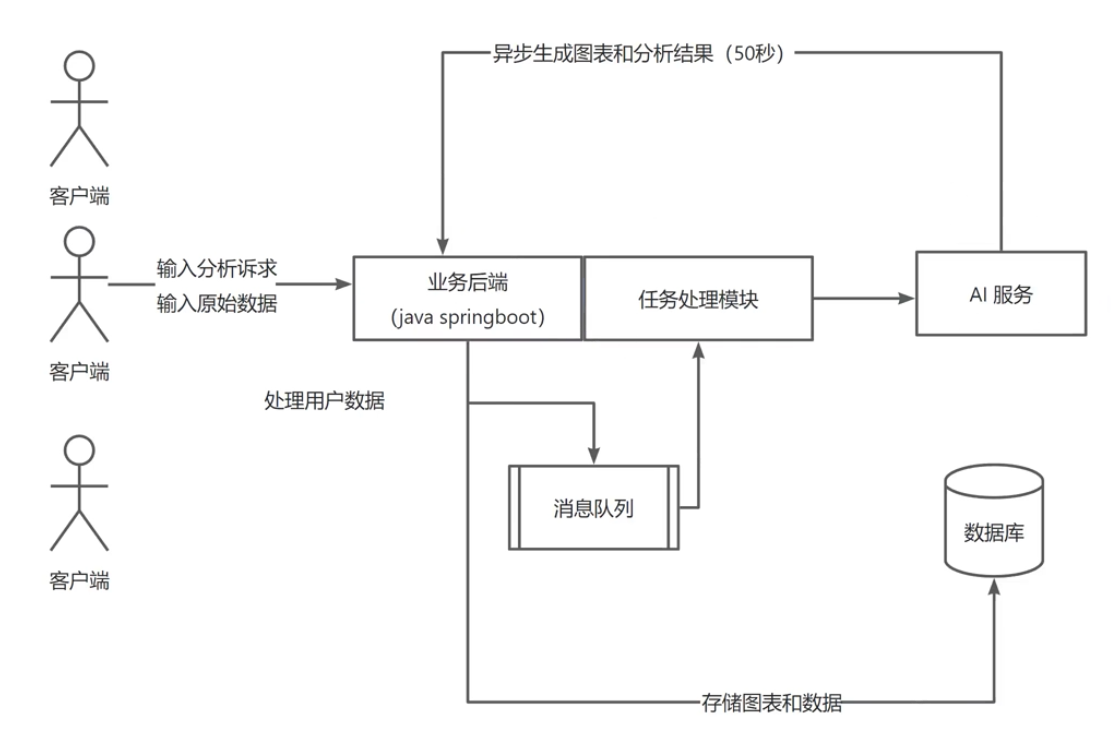 异步生成图表和分析结果（50秒）
客户端
输入分析诉求
输入原始数据
客户端
业务后端
（java springboot）
任务处理模块
AI 服务
处理用户数据
消息队列
数据库
客户端
存储图表和数据